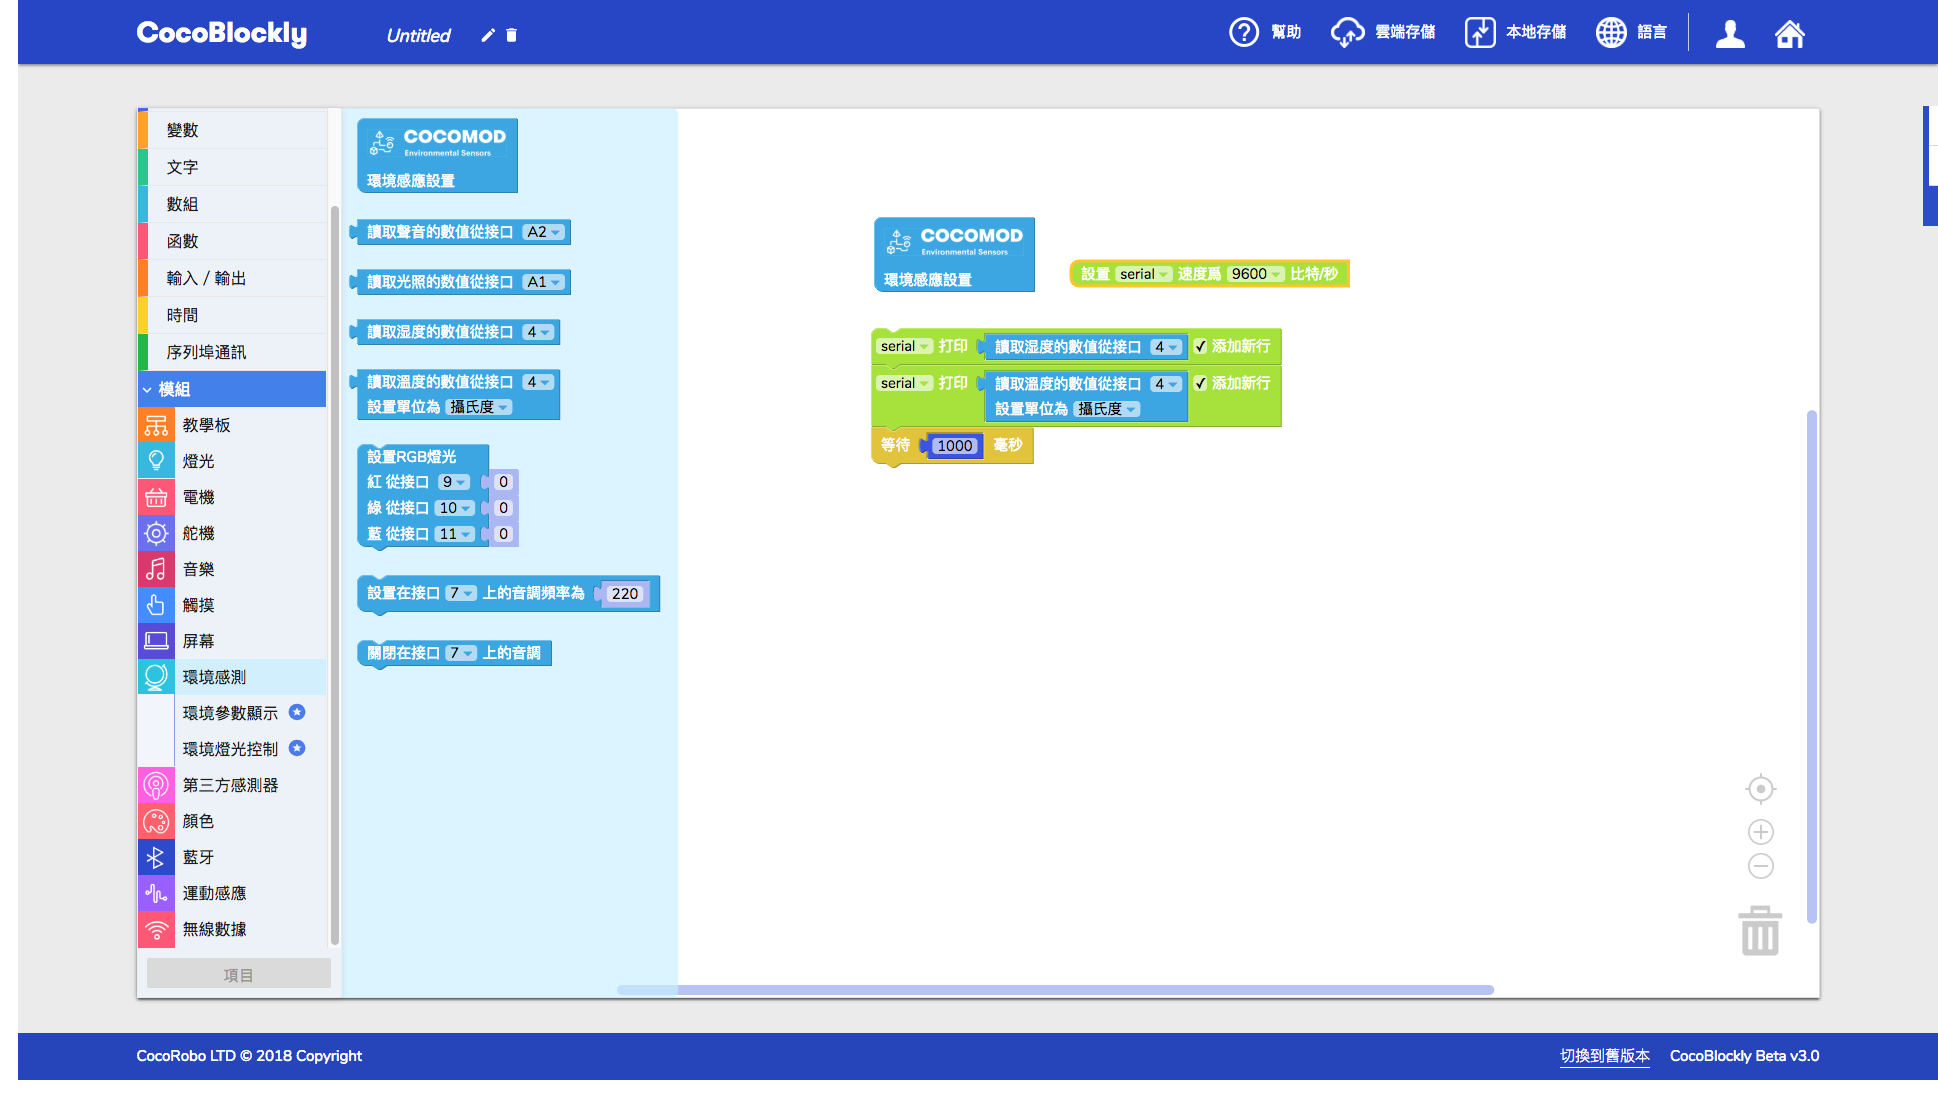 CocoBlockly
Untitled
幫助
雲端存儲
本地存儲
語言
變數
文字
數組
函數
輸入 / 輸出
時間
序列埠通訊
模組
教學板
燈光
電機
舵機
音樂
觸摸
屏幕
環境感測
環境參數顯示
環境燈光控制
第三方感測器
顏色
藍牙
運動感應
無線數據
項目
COCOMOD
Environmental Sensors
環境感應設置
讀取聲音的數值從接口 A2
讀取光照的數值從接口 A1
讀取湿度的數值從接口 4
讀取溫度的數值從接口 4
設置單位為 攝氏度
設置RGB燈光
紅 從接口 9 0
綠 從接口 10 0
藍 從接口 11 0
設置在接口 7 上的音調頻率為 220
關閉在接口 7 上的音調
COCOMOD
Environmental Sensors
環境感應設置
設置 serial 速度爲 9600 比特/秒
serial 打印 讀取湿度的數值從接口 4 ✓ 添加新行
serial 打印 讀取溫度的數值從接口 4 ✓ 添加新行
設置單位為 攝氏度
等待 1000 毫秒
CocoRobo LTD © 2018 Copyright
切換到舊版本
CocoBlockly Beta v3.0